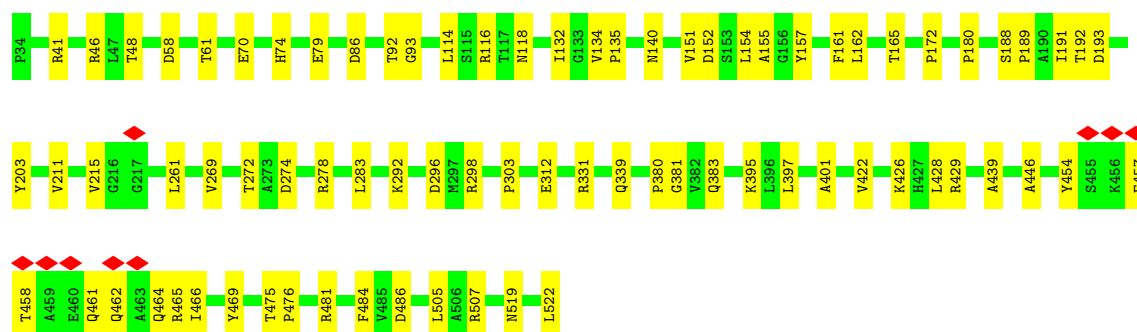 P34 R41 R46 L47 T48 D58 T61 E70 H74 E79 D86 T92 G93 L114 S115 R116 T117 N118 I132 G133 V134 P135 N140 V151 D152 S153 L154 A155 G156 Y157 F161 L162 T165 P172 P180 S188 P189 A190 I191 T192 D193
Y203 V211 V215 G216 G217 L261 V269 T272 A273 D274 R278 L283 K292 D296 M297 R298 P303 E312 R331 Q339 P380 G381 V382 Q383 K395 L396 L397 A401 V422 K426 H427 L428 R429 A439 A446 Y454 S455 K456
T458 A459 E460 Q461 Q462 A463 Q464 R465 I466 Y469 T475 P476 R481 F484 V485 D486 L505 A506 R507 N519 L522